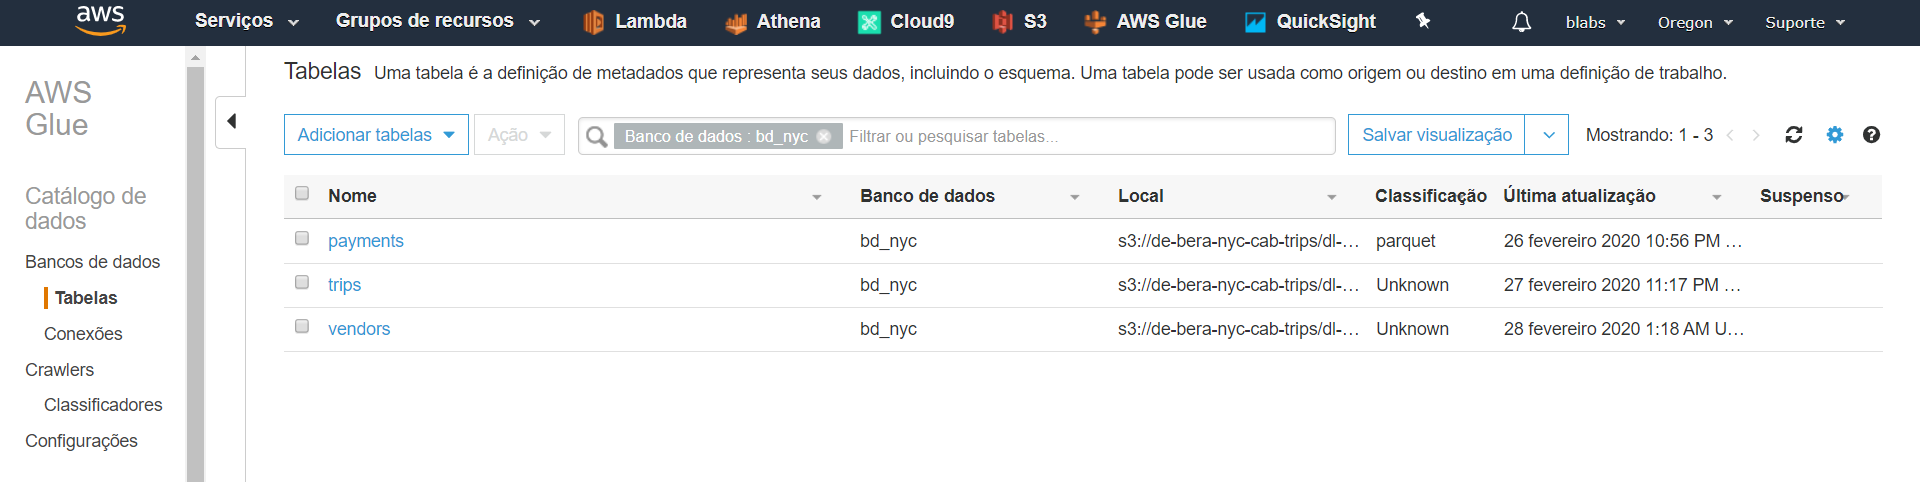 aws Serviços Grupos de recursos Lambda Athena Cloud9 S3 AWS Glue QuickSight blabs Oregon Suporte
AWS
Glue
Catálogo de
dados
Bancos de dados
Tabelas
Conexões
Crawlers
Classificadores
Configurações
Tabelas Uma tabela é a definição de metadados que representa seus dados, incluindo o esquema. Uma tabela pode ser usada como origem ou destino em uma definição de trabalho.
Adicionar tabelas Ação Banco de dados : bd_nyc Filtrar ou pesquisar tabelas... Salvar visualização Mostrando: 1 - 3
Nome Banco de dados Local Classificação Última atualização Suspenso
payments bd_nyc s3://de-bera-nyc-cab-trips/dl-… parquet 26 fevereiro 2020 10:56 PM …
trips bd_nyc s3://de-bera-nyc-cab-trips/dl-… Unknown 27 fevereiro 2020 11:17 PM …
vendors bd_nyc s3://de-bera-nyc-cab-trips/dl-… Unknown 28 fevereiro 2020 1:18 AM U…